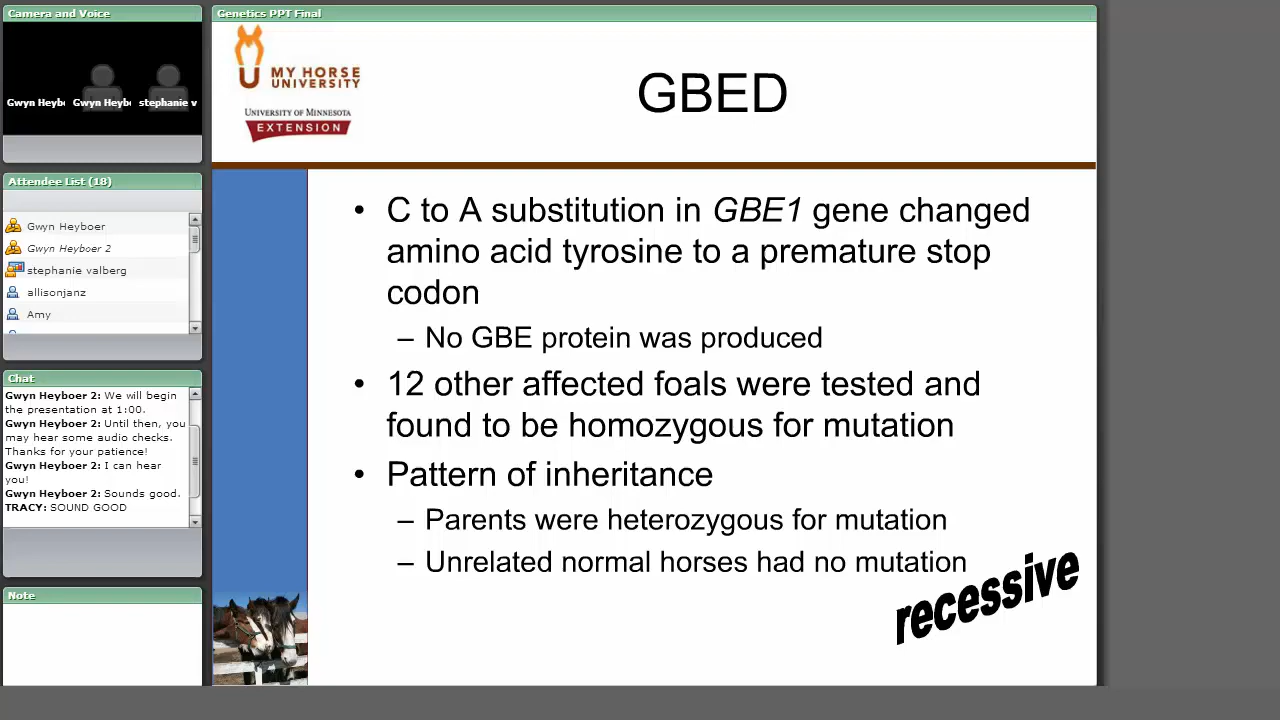 Camera and Voice
Gwyn Heyb
Gwyn Heyb
stephanie v
Attendee List (18)
Gwyn Heyboer
Gwyn Heyboer 2
stephanie valberg
allisonjanz
Amy
Chat
Gwyn Heyboer 2: We will begin
the presentation at 1:00.
Gwyn Heyboer 2: Until then, you
may hear some audio checks.
Thanks for your patience!
Gwyn Heyboer 2: I can hear
you!
Gwyn Heyboer 2: Sounds good.
TRACY: SOUND GOOD
Note
Genetics PPT Final
MY HORSE
UNIVERSITY
UNIVERSITY OF MINNESOTA
EXTENSION
GBED
• C to A substitution in GBE1 gene changed
amino acid tyrosine to a premature stop
codon
– No GBE protein was produced
• 12 other affected foals were tested and
found to be homozygous for mutation
• Pattern of inheritance
– Parents were heterozygous for mutation
– Unrelated normal horses had no mutation
recessive